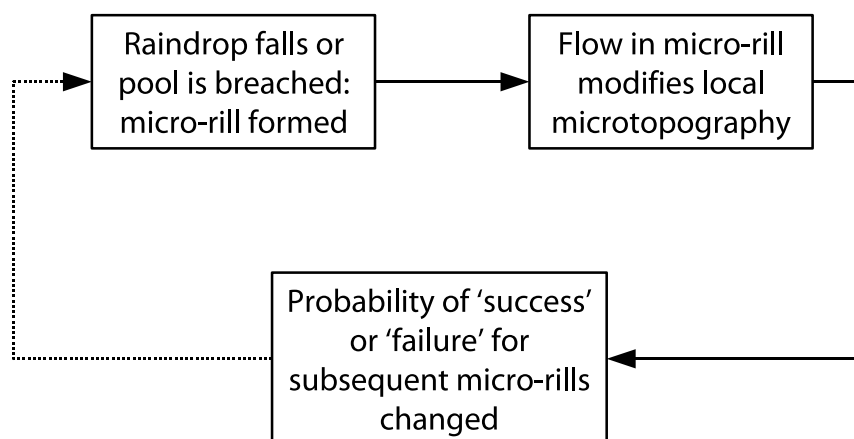 Raindrop falls or
pool is breached:
micro-rill formed
Flow in micro-rill
modifies local
microtopography
Probability of ‘success’
or ‘failure’ for
subsequent micro-rills
changed